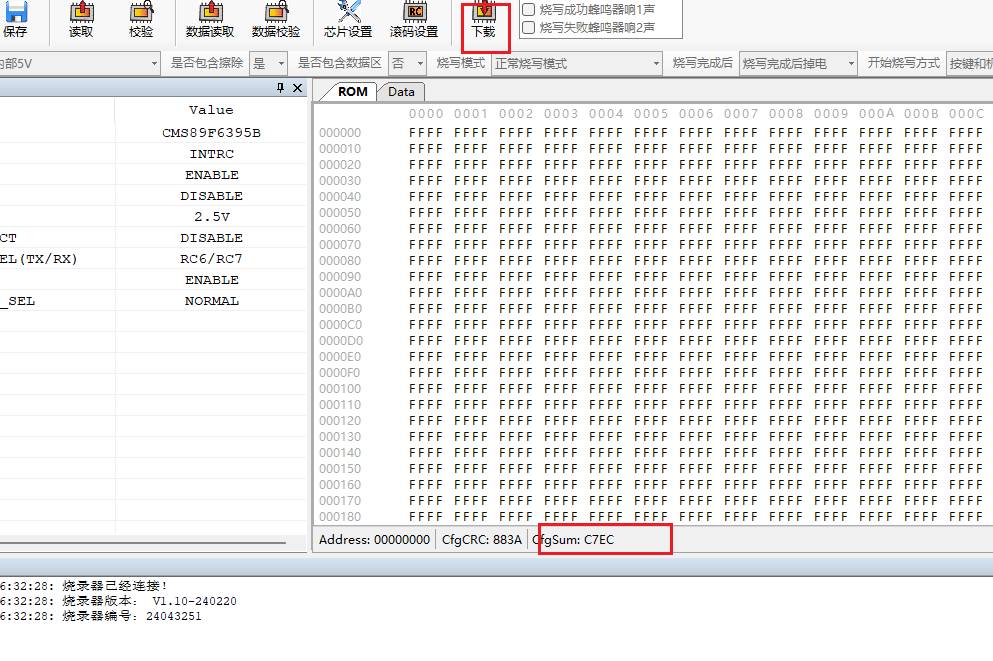 保存 读取 校验 数据读取 数据校验 芯片设置 滚码设置 下载
烧写成功蜂鸣器响1声
烧写失败蜂鸣器响2声
部5V 是否包含擦除 是 是否包含数据区 否 烧写模式 正常烧写模式 烧写完成后 烧写完成后掉电 开始烧写方式 按键和机
Value
CMS89F6395B
INTRC
ENABLE
DISABLE
2.5V
CT DISABLE
EL(TX/RX) RC6/RC7
ENABLE
_SEL NORMAL
ROM Data
0000 0001 0002 0003 0004 0005 0006 0007 0008 0009 000A 000B 000C
000000 FFFF FFFF FFFF FFFF FFFF FFFF FFFF FFFF FFFF FFFF FFFF FFFF FFFF
000010 FFFF FFFF FFFF FFFF FFFF FFFF FFFF FFFF FFFF FFFF FFFF FFFF FFFF
000020 FFFF FFFF FFFF FFFF FFFF FFFF FFFF FFFF FFFF FFFF FFFF FFFF FFFF
000030 FFFF FFFF FFFF FFFF FFFF FFFF FFFF FFFF FFFF FFFF FFFF FFFF FFFF
000040 FFFF FFFF FFFF FFFF FFFF FFFF FFFF FFFF FFFF FFFF FFFF FFFF FFFF
000050 FFFF FFFF FFFF FFFF FFFF FFFF FFFF FFFF FFFF FFFF FFFF FFFF FFFF
000060 FFFF FFFF FFFF FFFF FFFF FFFF FFFF FFFF FFFF FFFF FFFF FFFF FFFF
000070 FFFF FFFF FFFF FFFF FFFF FFFF FFFF FFFF FFFF FFFF FFFF FFFF FFFF
000080 FFFF FFFF FFFF FFFF FFFF FFFF FFFF FFFF FFFF FFFF FFFF FFFF FFFF
000090 FFFF FFFF FFFF FFFF FFFF FFFF FFFF FFFF FFFF FFFF FFFF FFFF FFFF
0000A0 FFFF FFFF FFFF FFFF FFFF FFFF FFFF FFFF FFFF FFFF FFFF FFFF FFFF
0000B0 FFFF FFFF FFFF FFFF FFFF FFFF FFFF FFFF FFFF FFFF FFFF FFFF FFFF
0000C0 FFFF FFFF FFFF FFFF FFFF FFFF FFFF FFFF FFFF FFFF FFFF FFFF FFFF
0000D0 FFFF FFFF FFFF FFFF FFFF FFFF FFFF FFFF FFFF FFFF FFFF FFFF FFFF
0000E0 FFFF FFFF FFFF FFFF FFFF FFFF FFFF FFFF FFFF FFFF FFFF FFFF FFFF
0000F0 FFFF FFFF FFFF FFFF FFFF FFFF FFFF FFFF FFFF FFFF FFFF FFFF FFFF
000100 FFFF FFFF FFFF FFFF FFFF FFFF FFFF FFFF FFFF FFFF FFFF FFFF FFFF
000110 FFFF FFFF FFFF FFFF FFFF FFFF FFFF FFFF FFFF FFFF FFFF FFFF FFFF
000120 FFFF FFFF FFFF FFFF FFFF FFFF FFFF FFFF FFFF FFFF FFFF FFFF FFFF
000130 FFFF FFFF FFFF FFFF FFFF FFFF FFFF FFFF FFFF FFFF FFFF FFFF FFFF
000140 FFFF FFFF FFFF FFFF FFFF FFFF FFFF FFFF FFFF FFFF FFFF FFFF FFFF
000150 FFFF FFFF FFFF FFFF FFFF FFFF FFFF FFFF FFFF FFFF FFFF FFFF FFFF
000160 FFFF FFFF FFFF FFFF FFFF FFFF FFFF FFFF FFFF FFFF FFFF FFFF FFFF
000170 FFFF FFFF FFFF FFFF FFFF FFFF FFFF FFFF FFFF FFFF FFFF FFFF FFFF
000180 FFFF FFFF FFFF FFFF FFFF FFFF FFFF FFFF FFFF FFFF FFFF FFFF FFFF
Address: 00000000 CfgCRC: 883A CfgSum: C7EC
6:32:28: 烧录器已经连接!
6:32:28: 烧录器版本: V1.10-240220
6:32:28: 烧录器编号: 24043251